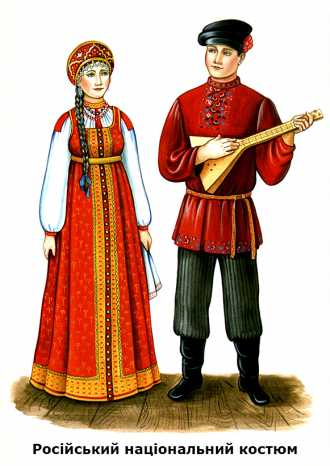 Російський національний костюм